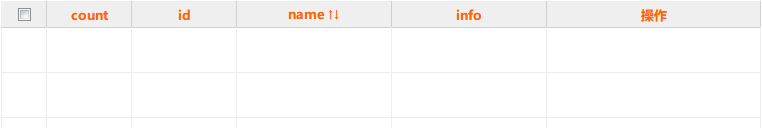 count id name ↑↓ info 操作